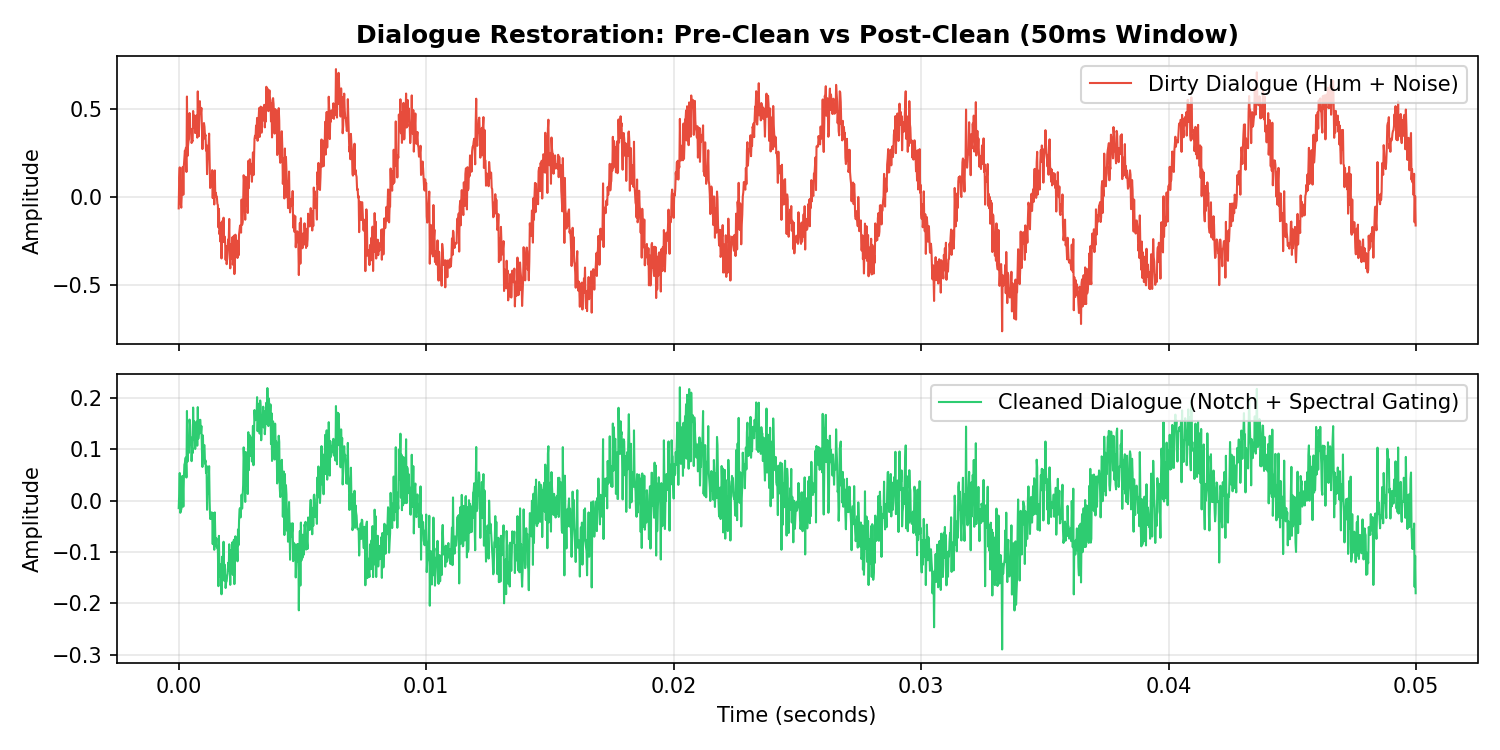 Dialogue Restoration: Pre-Clean vs Post-Clean (50ms Window)
Dirty Dialogue (Hum + Noise)
Amplitude
0.5
0.0
−0.5
Cleaned Dialogue (Notch + Spectral Gating)
Amplitude
0.2
0.1
0.0
−0.1
−0.2
−0.3
0.00 0.01 0.02 0.03 0.04 0.05
Time (seconds)